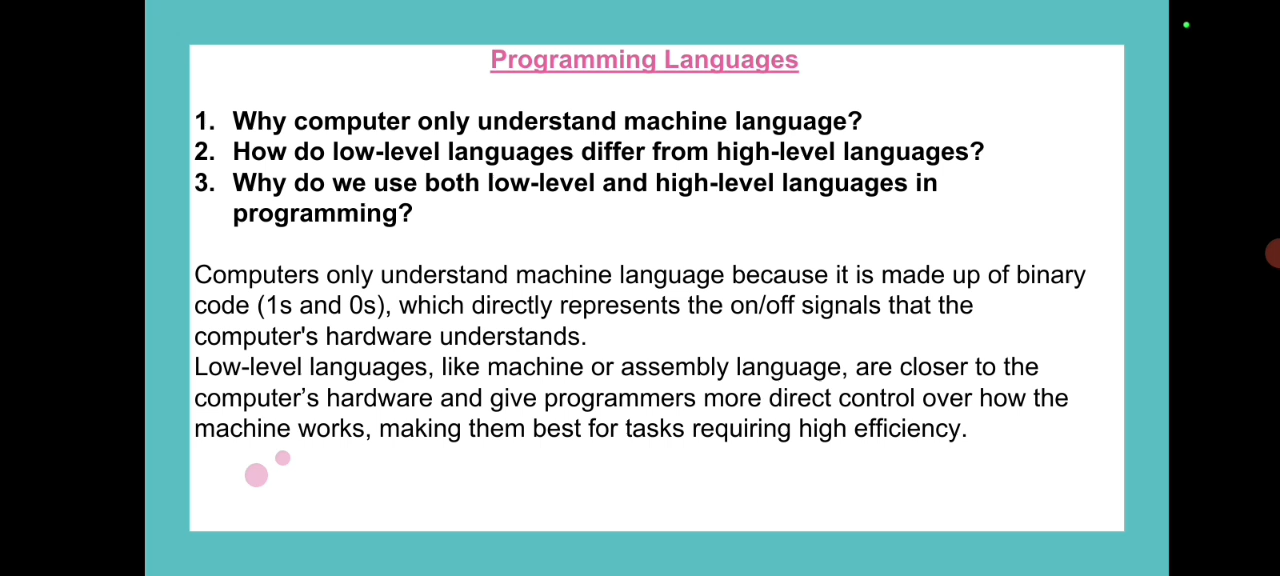 Programming Languages
1. Why computer only understand machine language?
2. How do low-level languages differ from high-level languages?
3. Why do we use both low-level and high-level languages in
programming?
Computers only understand machine language because it is made up of binary
code (1s and 0s), which directly represents the on/off signals that the
computer's hardware understands.
Low-level languages, like machine or assembly language, are closer to the
computer’s hardware and give programmers more direct control over how the
machine works, making them best for tasks requiring high efficiency.